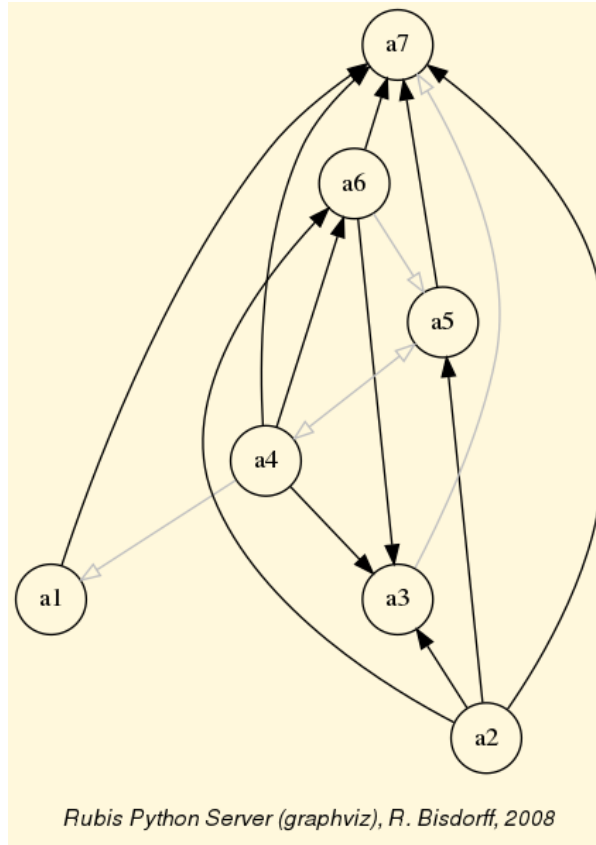 a7
a6
a5
a4
a1
a3
a2
Rubis Python Server (graphviz), R. Bisdorff, 2008